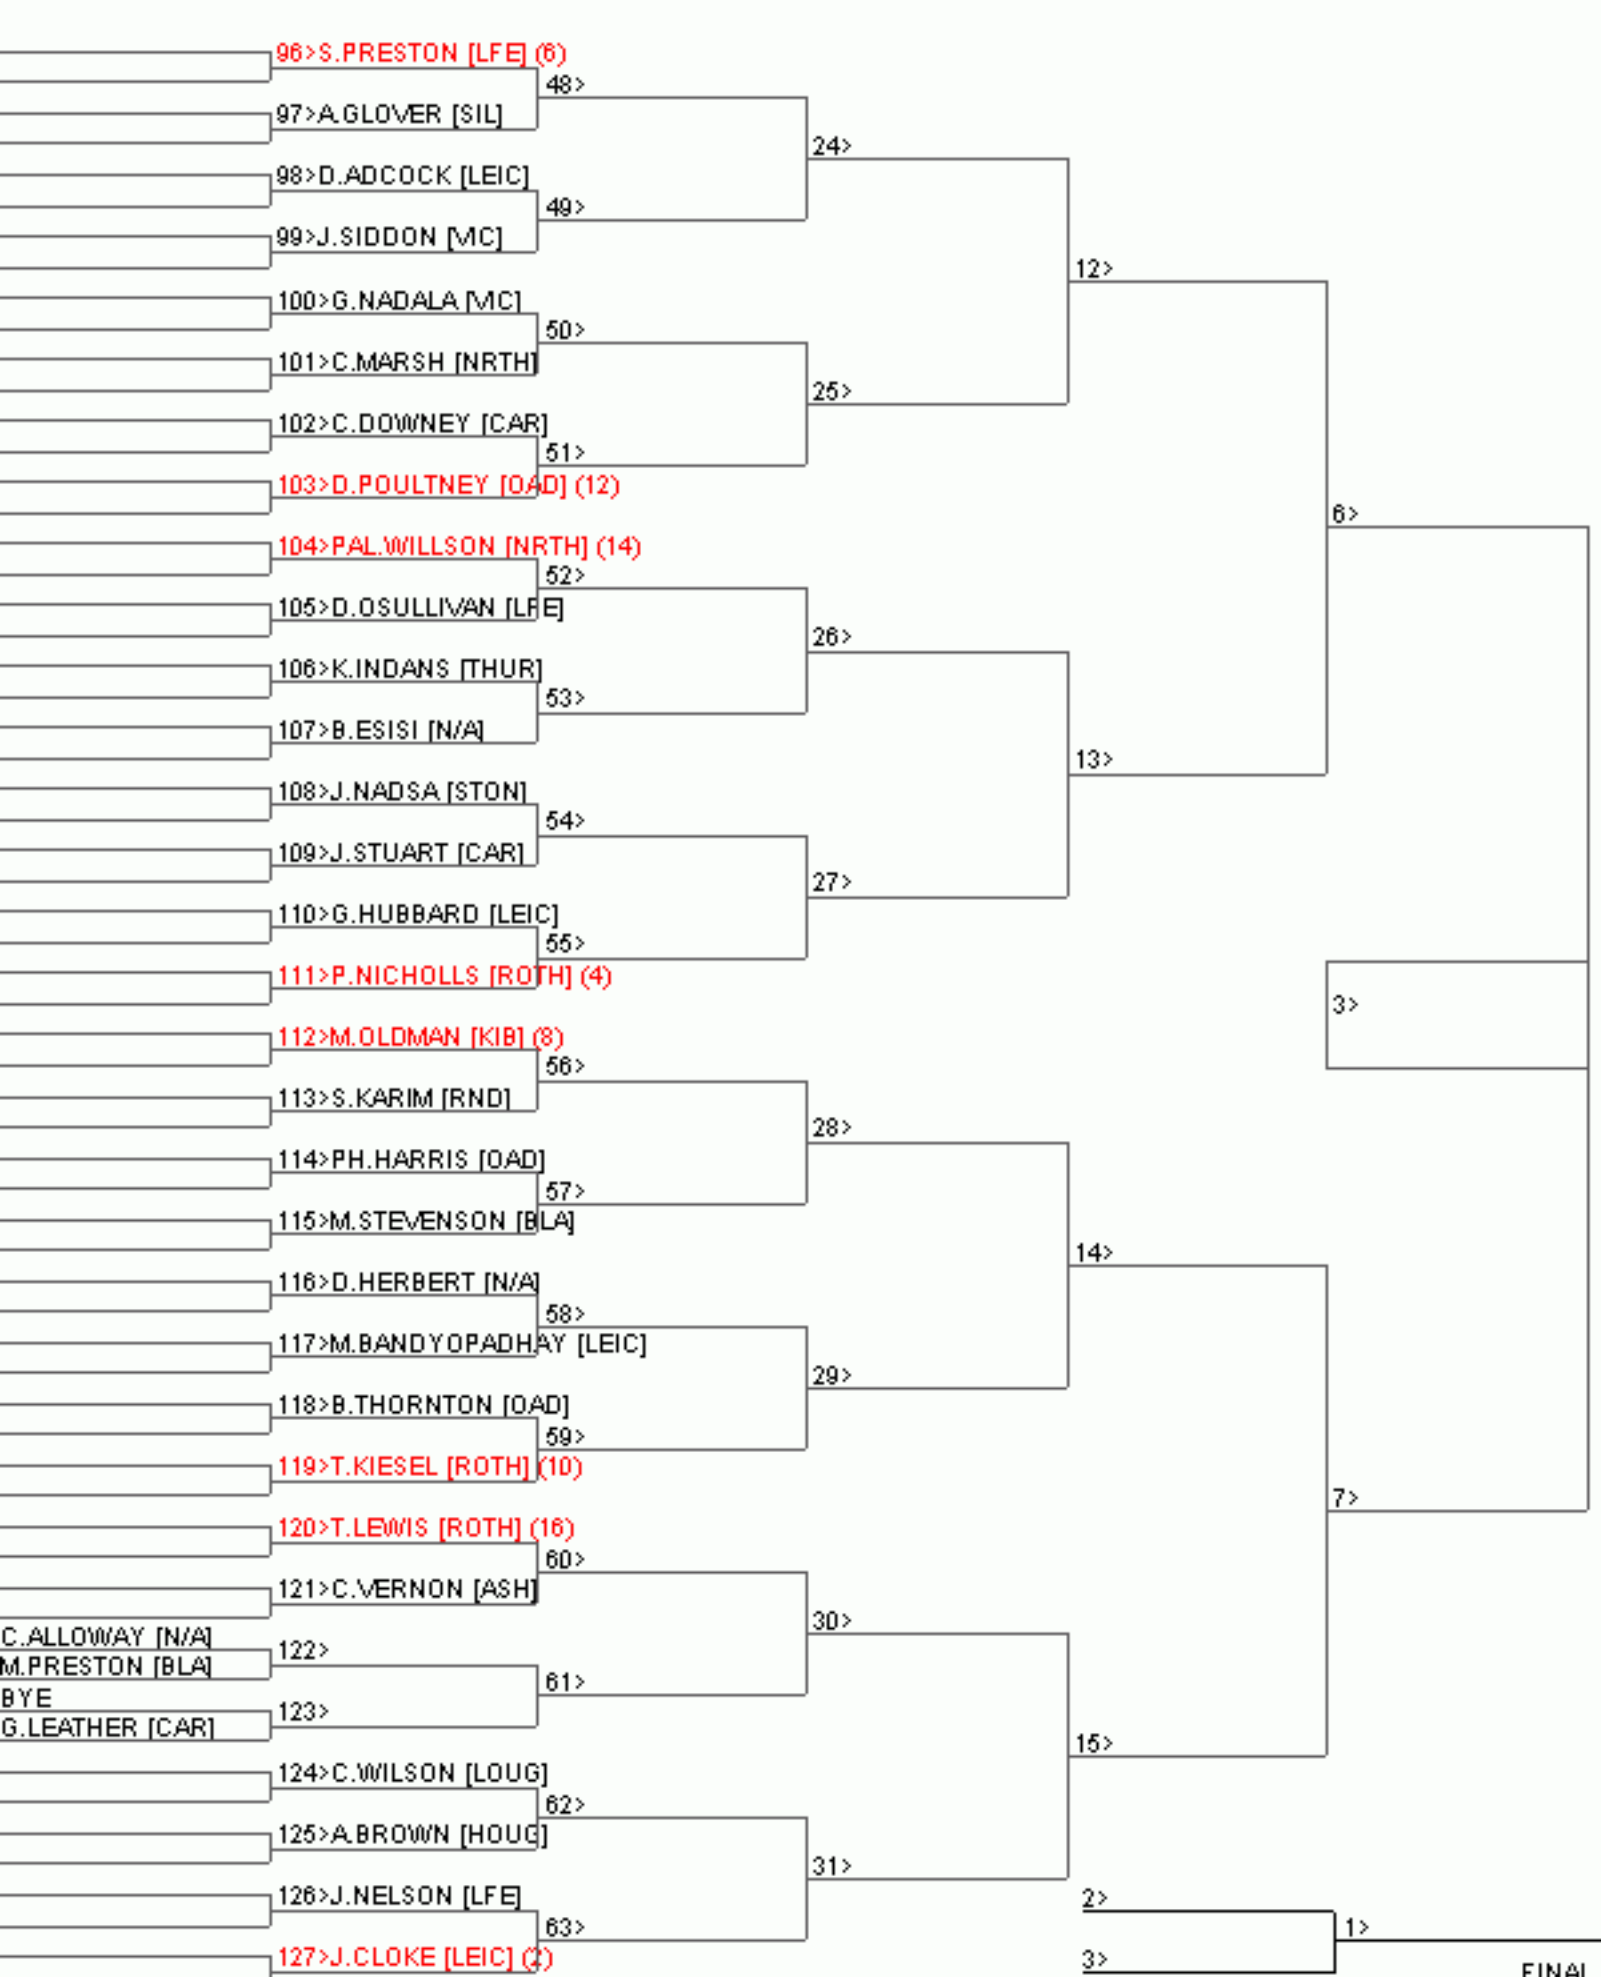 96>S.PRESTON [LFE] (6)
48>
97>A.GLOVER [SIL]
24>
98>D.ADCOCK [LEIC]
49>
99>J.SIDDON [VIC]
12>
100>G.NADALA [VIC]
50>
101>C.MARSH [NRTH]
25>
102>C.DOWNEY [CAR]
51>
103>D.POULTNEY [OAD] (12)
6>
104>PAL.WILLSON [NRTH] (14)
52>
105>D.OSULLIVAN [LFE]
26>
106>K.INDANS [THUR]
53>
107>B.ESISI [N/A]
13>
108>J.NADSA [STON]
54>
109>J.STUART [CAR]
27>
110>G.HUBBARD [LEIC]
55>
111>P.NICHOLLS [ROTH] (4)
3>
112>M.OLDMAN [KIB] (8)
56>
113>S.KARIM [RND]
28>
114>PH.HARRIS [OAD]
57>
115>M.STEVENSON [BLA]
14>
116>D.HERBERT [N/A]
58>
117>M.BANDYOPADHAY [LEIC]
29>
118>B.THORNTON [OAD]
59>
119>T.KIESEL [ROTH] (10)
7>
120>T.LEWIS [ROTH] (16)
60>
121>C.VERNON [ASH]
30>
C.ALLOWAY [N/A]
122>
M.PRESTON [BLA]
61>
BYE
123>
G.LEATHER [CAR]
15>
124>C.WILSON [LOUG]
62>
125>A.BROWN [HOUG]
31>
126>J.NELSON [LFE]
2>
63>
1>
127>J.CLOKE [LEIC] (2)
3>
FINAL